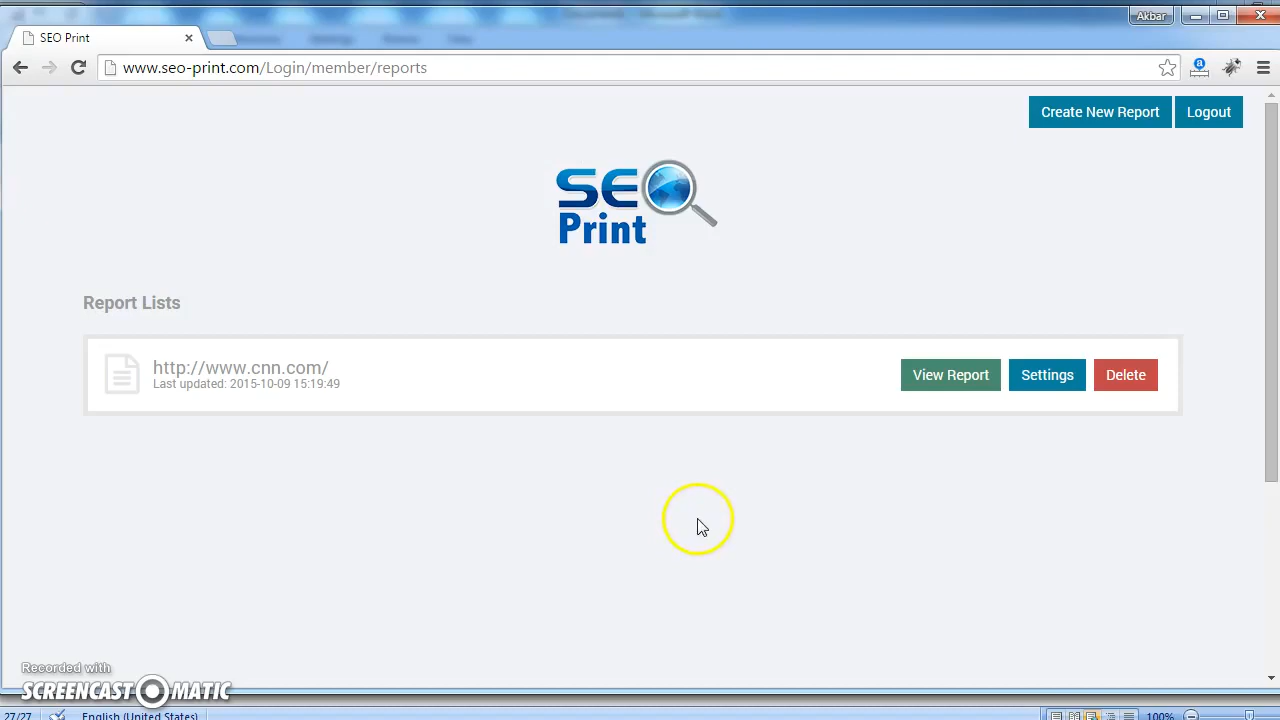 Akbar
SEO Print
www.seo-print.com/Login/member/reports
Create New Report
Logout
SEO
Print
Report Lists
http://www.cnn.com/
Last updated: 2015-10-09 15:19:49
View Report
Settings
Delete
Recorded with
SCREENCAST MATIC
27/27
English (United States)
100%